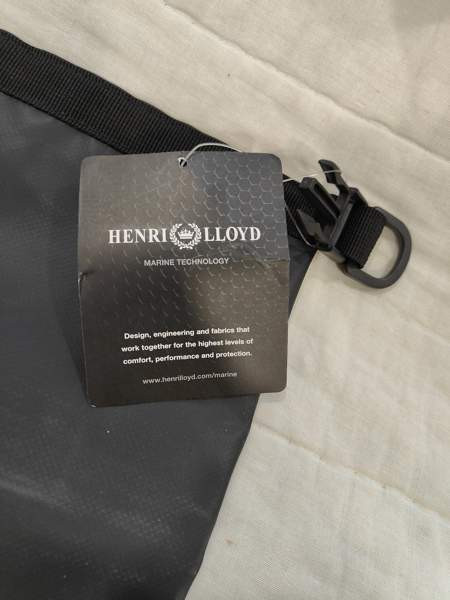 HENRI LLOYD
MARINE TECHNOLOGY
Design, engineering and fabrics that
work together for the highest levels of
comfort, performance and protection.
www.henrilloyd.com/marine